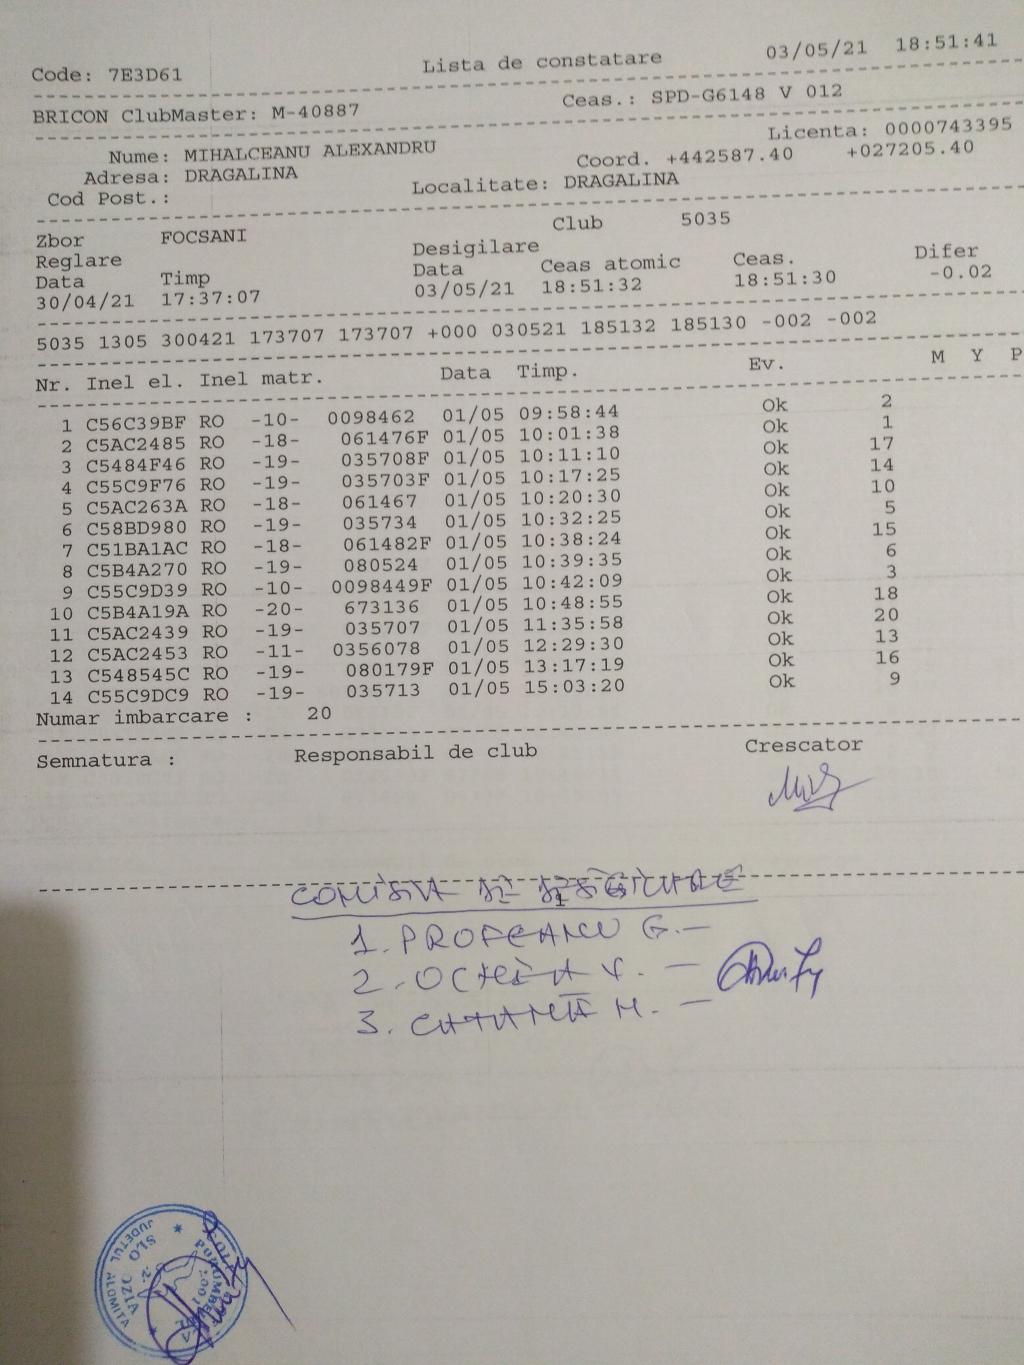 Code: 7E3D61 Lista de constatare 03/05/21 18:51:41
BRICON ClubMaster: M-40887 Ceas.: SPD-G6148 V 012
Licenta: 0000743395
Nume: MIHALCEANU ALEXANDRU Coord. +442587.40 +027205.40
Adresa: DRAGALINA
Cod Post.: Localitate: DRAGALINA
Zbor FOCSANI Club 5035
Reglare Desigilare
Data Timp Data Ceas atomic Ceas. Difer
30/04/21 17:37:07 03/05/21 18:51:32 18:51:30 -0.02
5035 1305 300421 173707 173707 +000 030521 185132 185130 -002 -002
Nr. Inel el. Inel matr. Data Timp. Ev. M Y P
1 C56C39BF RO -10- 0098462 01/05 09:58:44 Ok 2
2 C5AC2485 RO -18- 061476F 01/05 10:01:38 Ok 1
3 C5484F46 RO -19- 035708F 01/05 10:11:10 Ok 17
4 C55C9F76 RO -19- 035703F 01/05 10:17:25 Ok 14
5 C5AC263A RO -18- 061467 01/05 10:20:30 Ok 10
6 C58BD980 RO -19- 035734 01/05 10:32:25 Ok 5
7 C51BA1AC RO -18- 061482F 01/05 10:38:24 Ok 15
8 C5B4A270 RO -19- 080524 01/05 10:39:35 Ok 6
9 C55C9D39 RO -10- 0098449F 01/05 10:42:09 Ok 3
10 C5B4A19A RO -20- 673136 01/05 10:48:55 Ok 18
11 C5AC2439 RO -19- 035707 01/05 11:35:58 Ok 20
12 C5AC2453 RO -11- 0356078 01/05 12:29:30 Ok 13
13 C548545C RO -19- 080179F 01/05 13:17:19 Ok 16
14 C55C9DC9 RO -19- 035713 01/05 15:03:20 Ok 9
Numar imbarcare : 20
Semnatura : Responsabil de club Crescator
COMISIA DE DESIGILARE
1. PROFEANU G. -
2. V. -
3. M. -
JUDETUL IALOMITA
SLOBOZIA